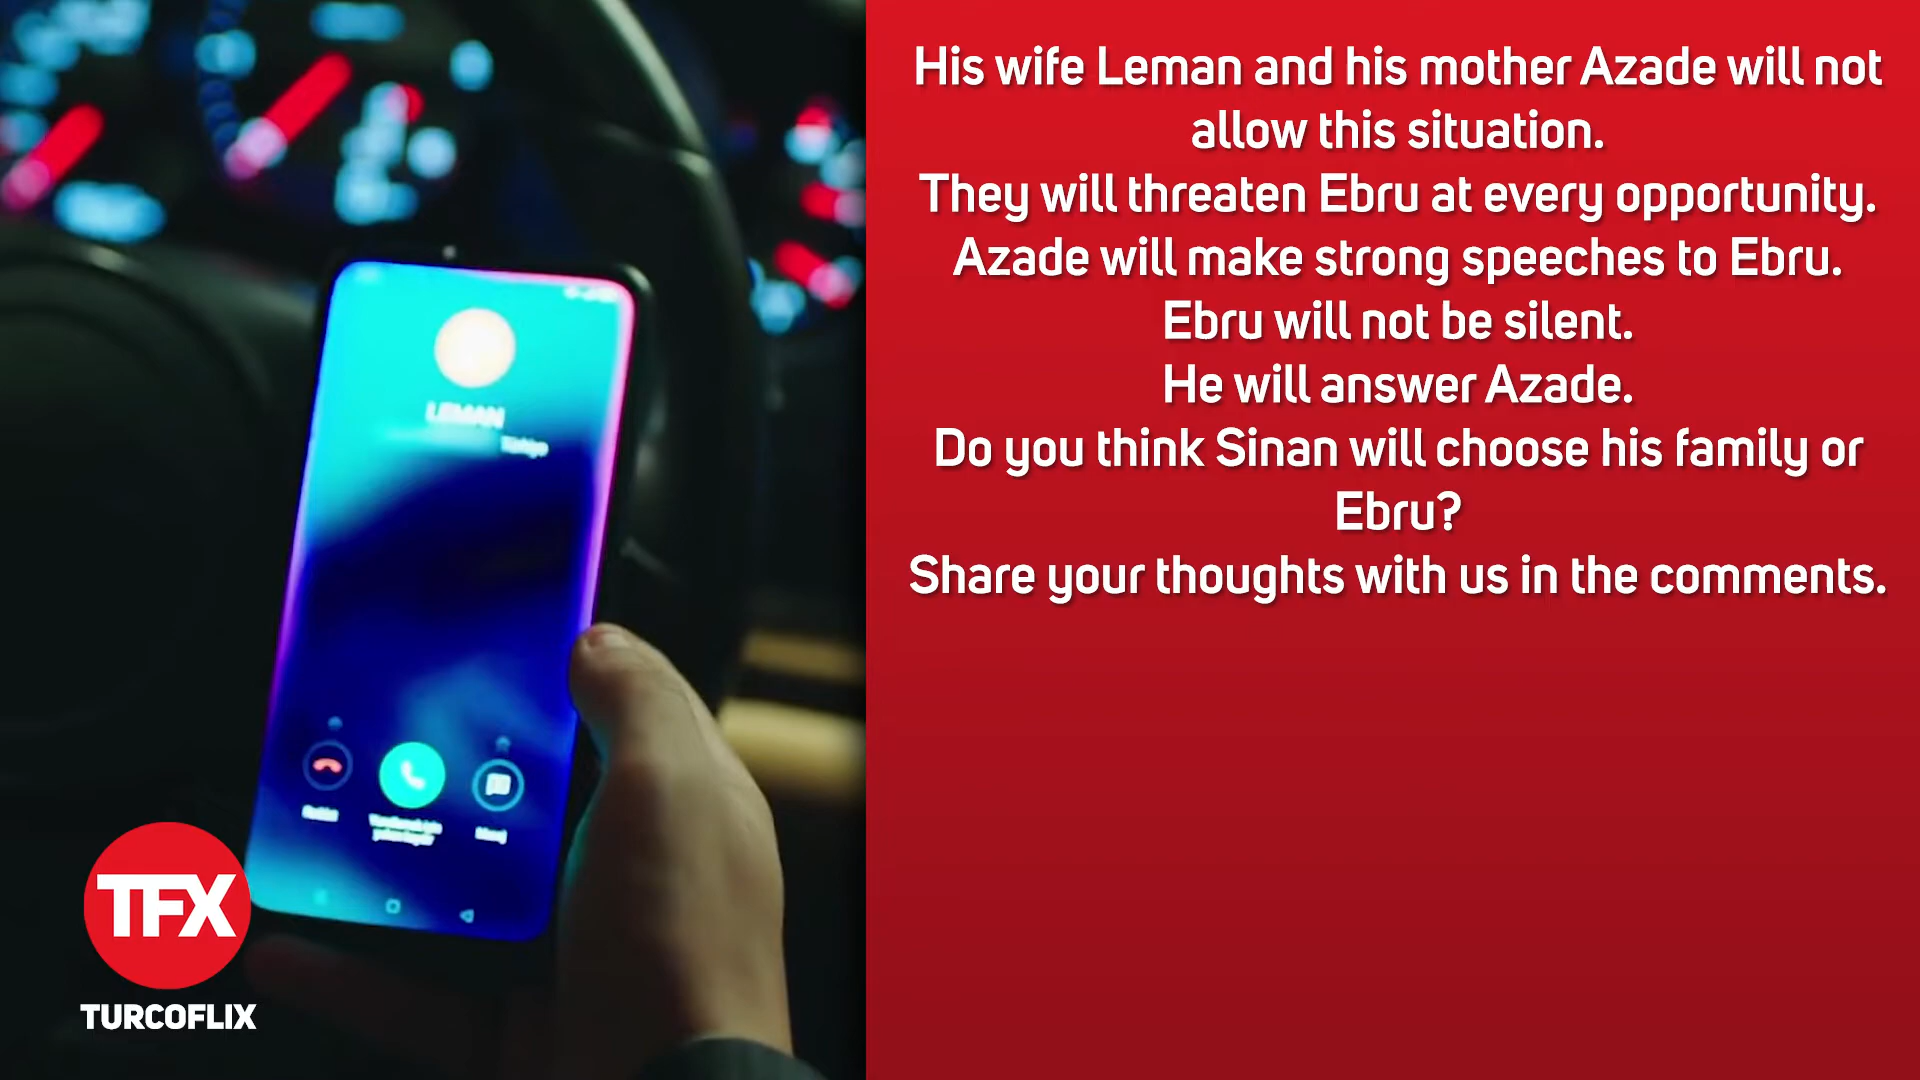 His wife Leman and his mother Azade will not
allow this situation.
They will threaten Ebru at every opportunity.
Azade will make strong speeches to Ebru.
Ebru will not be silent.
He will answer Azade.
Do you think Sinan will choose his family or
Ebru?
Share your thoughts with us in the comments.
LEMAN
Türkiye
Mesaj
TFX
TURCOFLIX